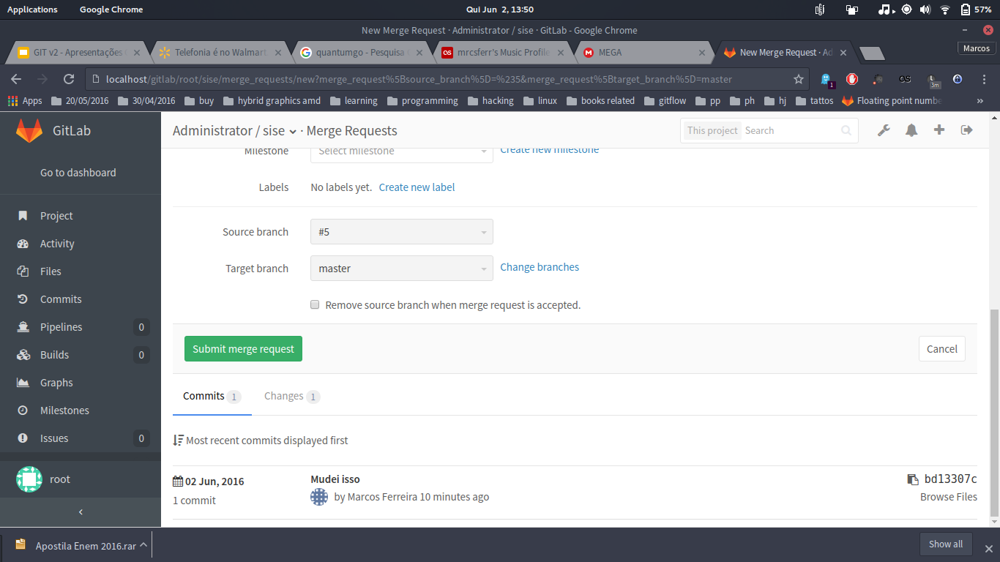 Applications Google Chrome Qui Jun 2, 13:50 57%
New Merge Request · Administrator / sise · GitLab - Google Chrome
GIT v2 - Apresentações Telefonia é no Walmart quantumgo - Pesquisa mrcsferr's Music Profile MEGA New Merge Request · Ad Marcos
localhost/gitlab/root/sise/merge_requests/new?merge_request%5Bsource_branch%5D=%235&merge_request%5Btarget_branch%5D=master 1 3m
Apps 20/05/2016 30/04/2016 buy hybrid graphics amd learning programming hacking linux books related gitflow pp ph hj tattos Floating point numbe »
GitLab Administrator / sise · Merge Requests This project Search
Milestone Select milestone Create new milestone
Go to dashboard
Labels No labels yet. Create new label
Project
Source branch #5
Activity
Target branch master Change branches
Files
Commits
Remove source branch when merge request is accepted.
Pipelines 0
Submit merge request Cancel
Builds 0
Graphs
Commits 1 Changes 1
Milestones
Issues 0
Most recent commits displayed first
root
02 Jun, 2016 Mudei isso bd13307c
1 commit by Marcos Ferreira 10 minutes ago Browse Files
Apostila Enem 2016.rar Show all